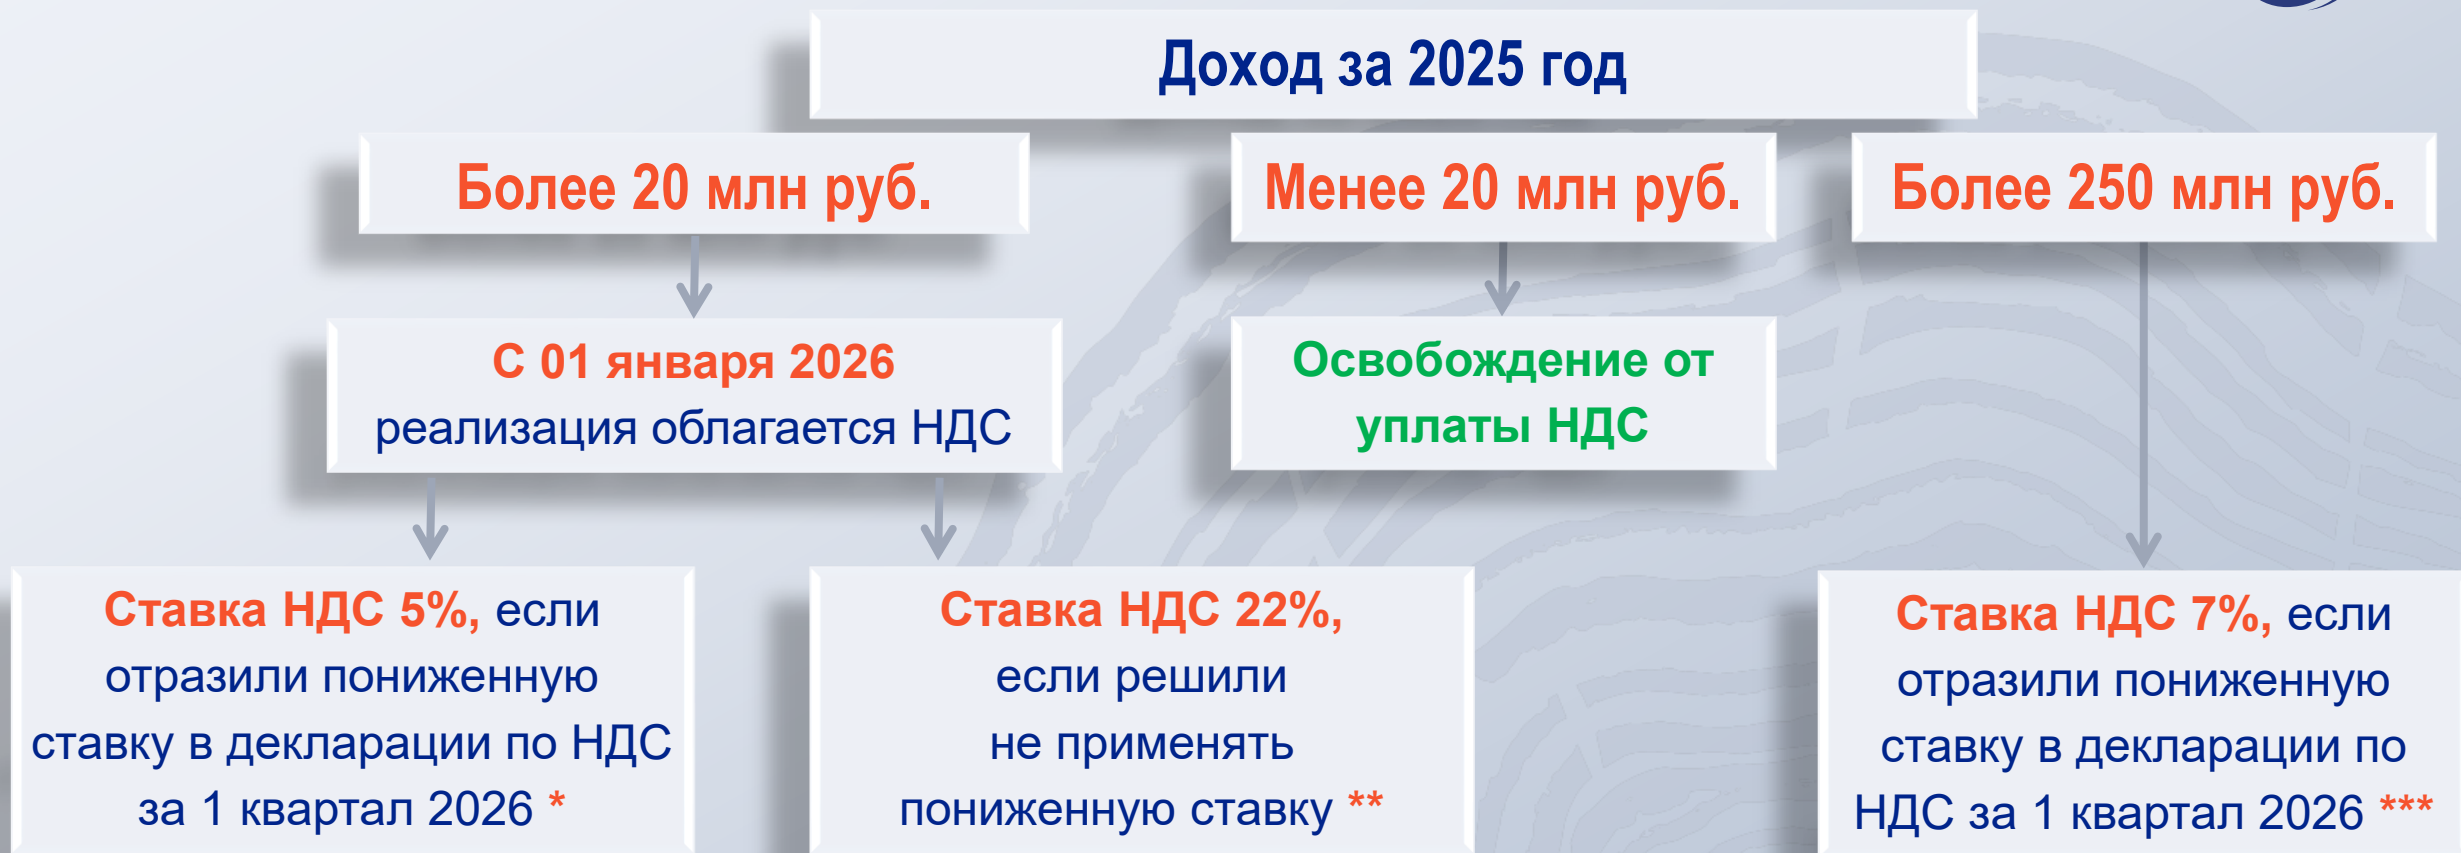 Доход за 2025 год
Более 20 млн руб.
Менее 20 млн руб.
Более 250 млн руб.
С 01 января 2026
реализация облагается НДС
Освобождение от
уплаты НДС
Ставка НДС 5%, если
отразили пониженную
ставку в декларации по НДС
за 1 квартал 2026 *
Ставка НДС 22%,
если решили
не применять
пониженную ставку **
Ставка НДС 7%, если
отразили пониженную
ставку в декларации по
НДС за 1 квартал 2026 ***